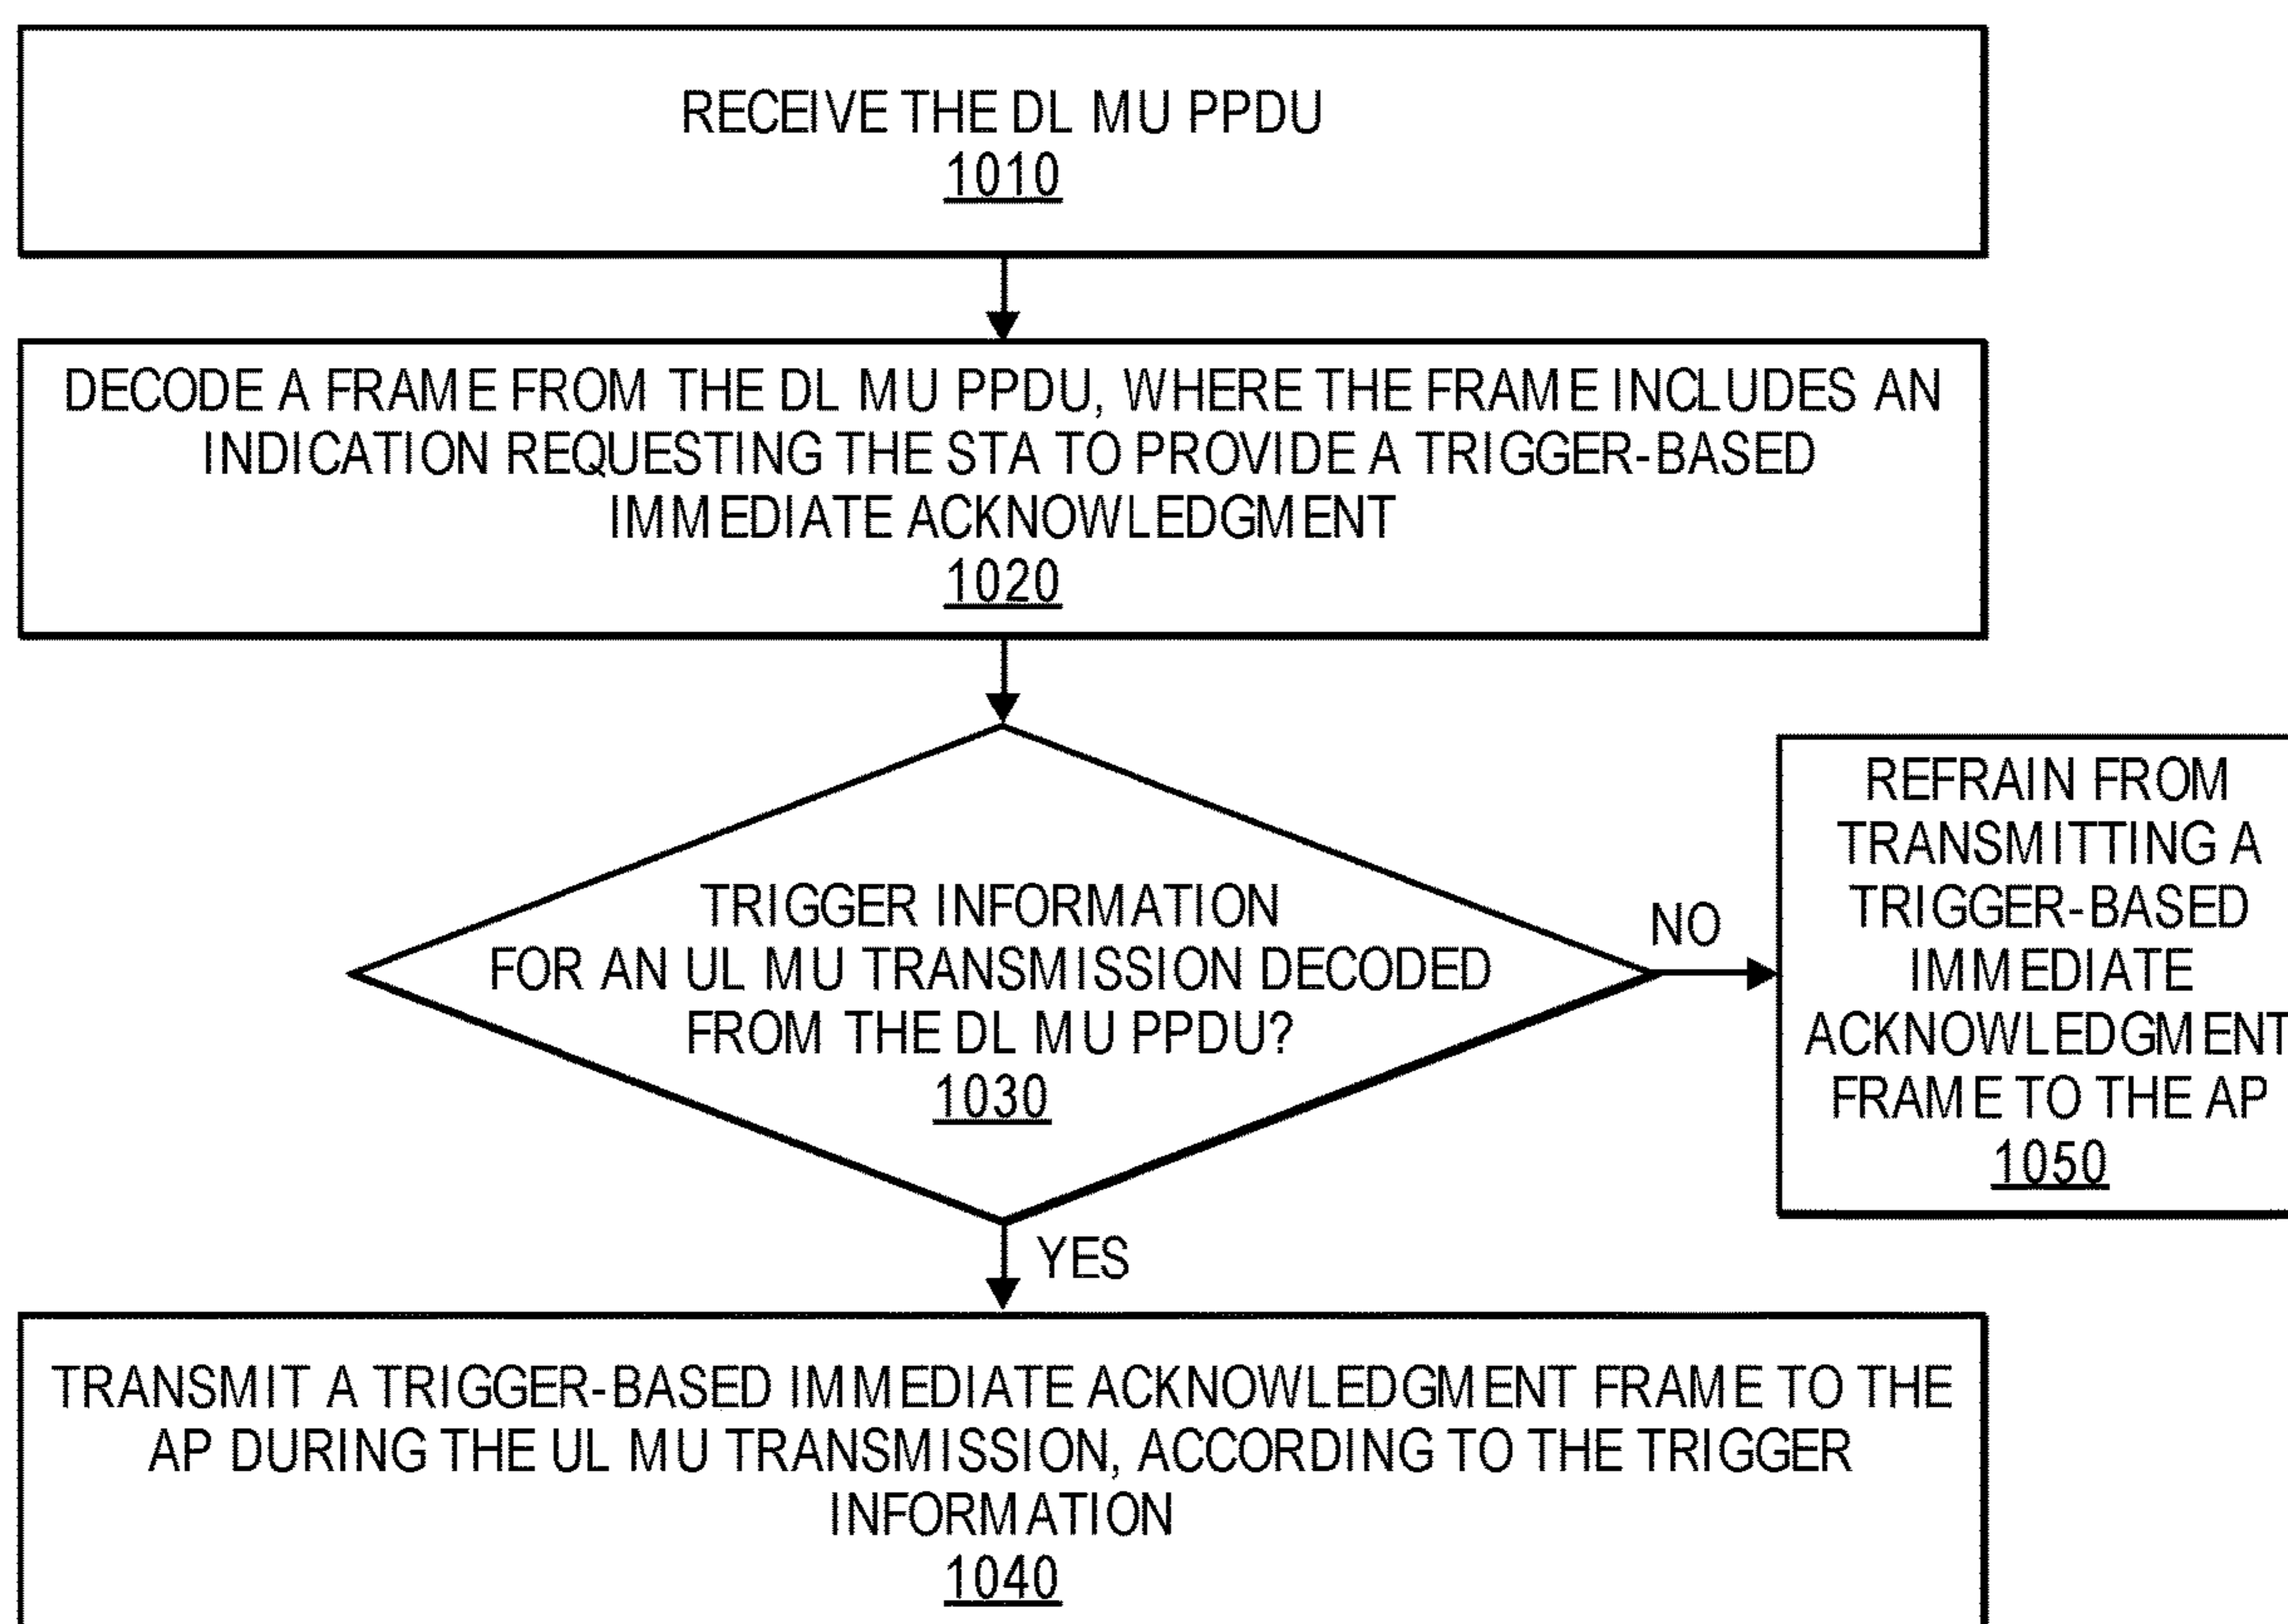 RECEIVE THE DL MU PPDU
1010
DECODE A FRAME FROM THE DL MU PPDU, WHERE THE FRAME INCLUDES AN
INDICATION REQUESTING THE STA TO PROVIDE A TRIGGER-BASED
IMMEDIATE ACKNOWLEDGMENT
1020
TRIGGER INFORMATION
FOR AN UL MU TRANSMISSION DECODED
FROM THE DL MU PPDU?
1030
NO
REFRAIN FROM
TRANSMITTING A
TRIGGER-BASED
IMMEDIATE
ACKNOWLEDGMENT
FRAME TO THE AP
1050
YES
TRANSMIT A TRIGGER-BASED IMMEDIATE ACKNOWLEDGMENT FRAME TO THE
AP DURING THE UL MU TRANSMISSION, ACCORDING TO THE TRIGGER
INFORMATION
1040